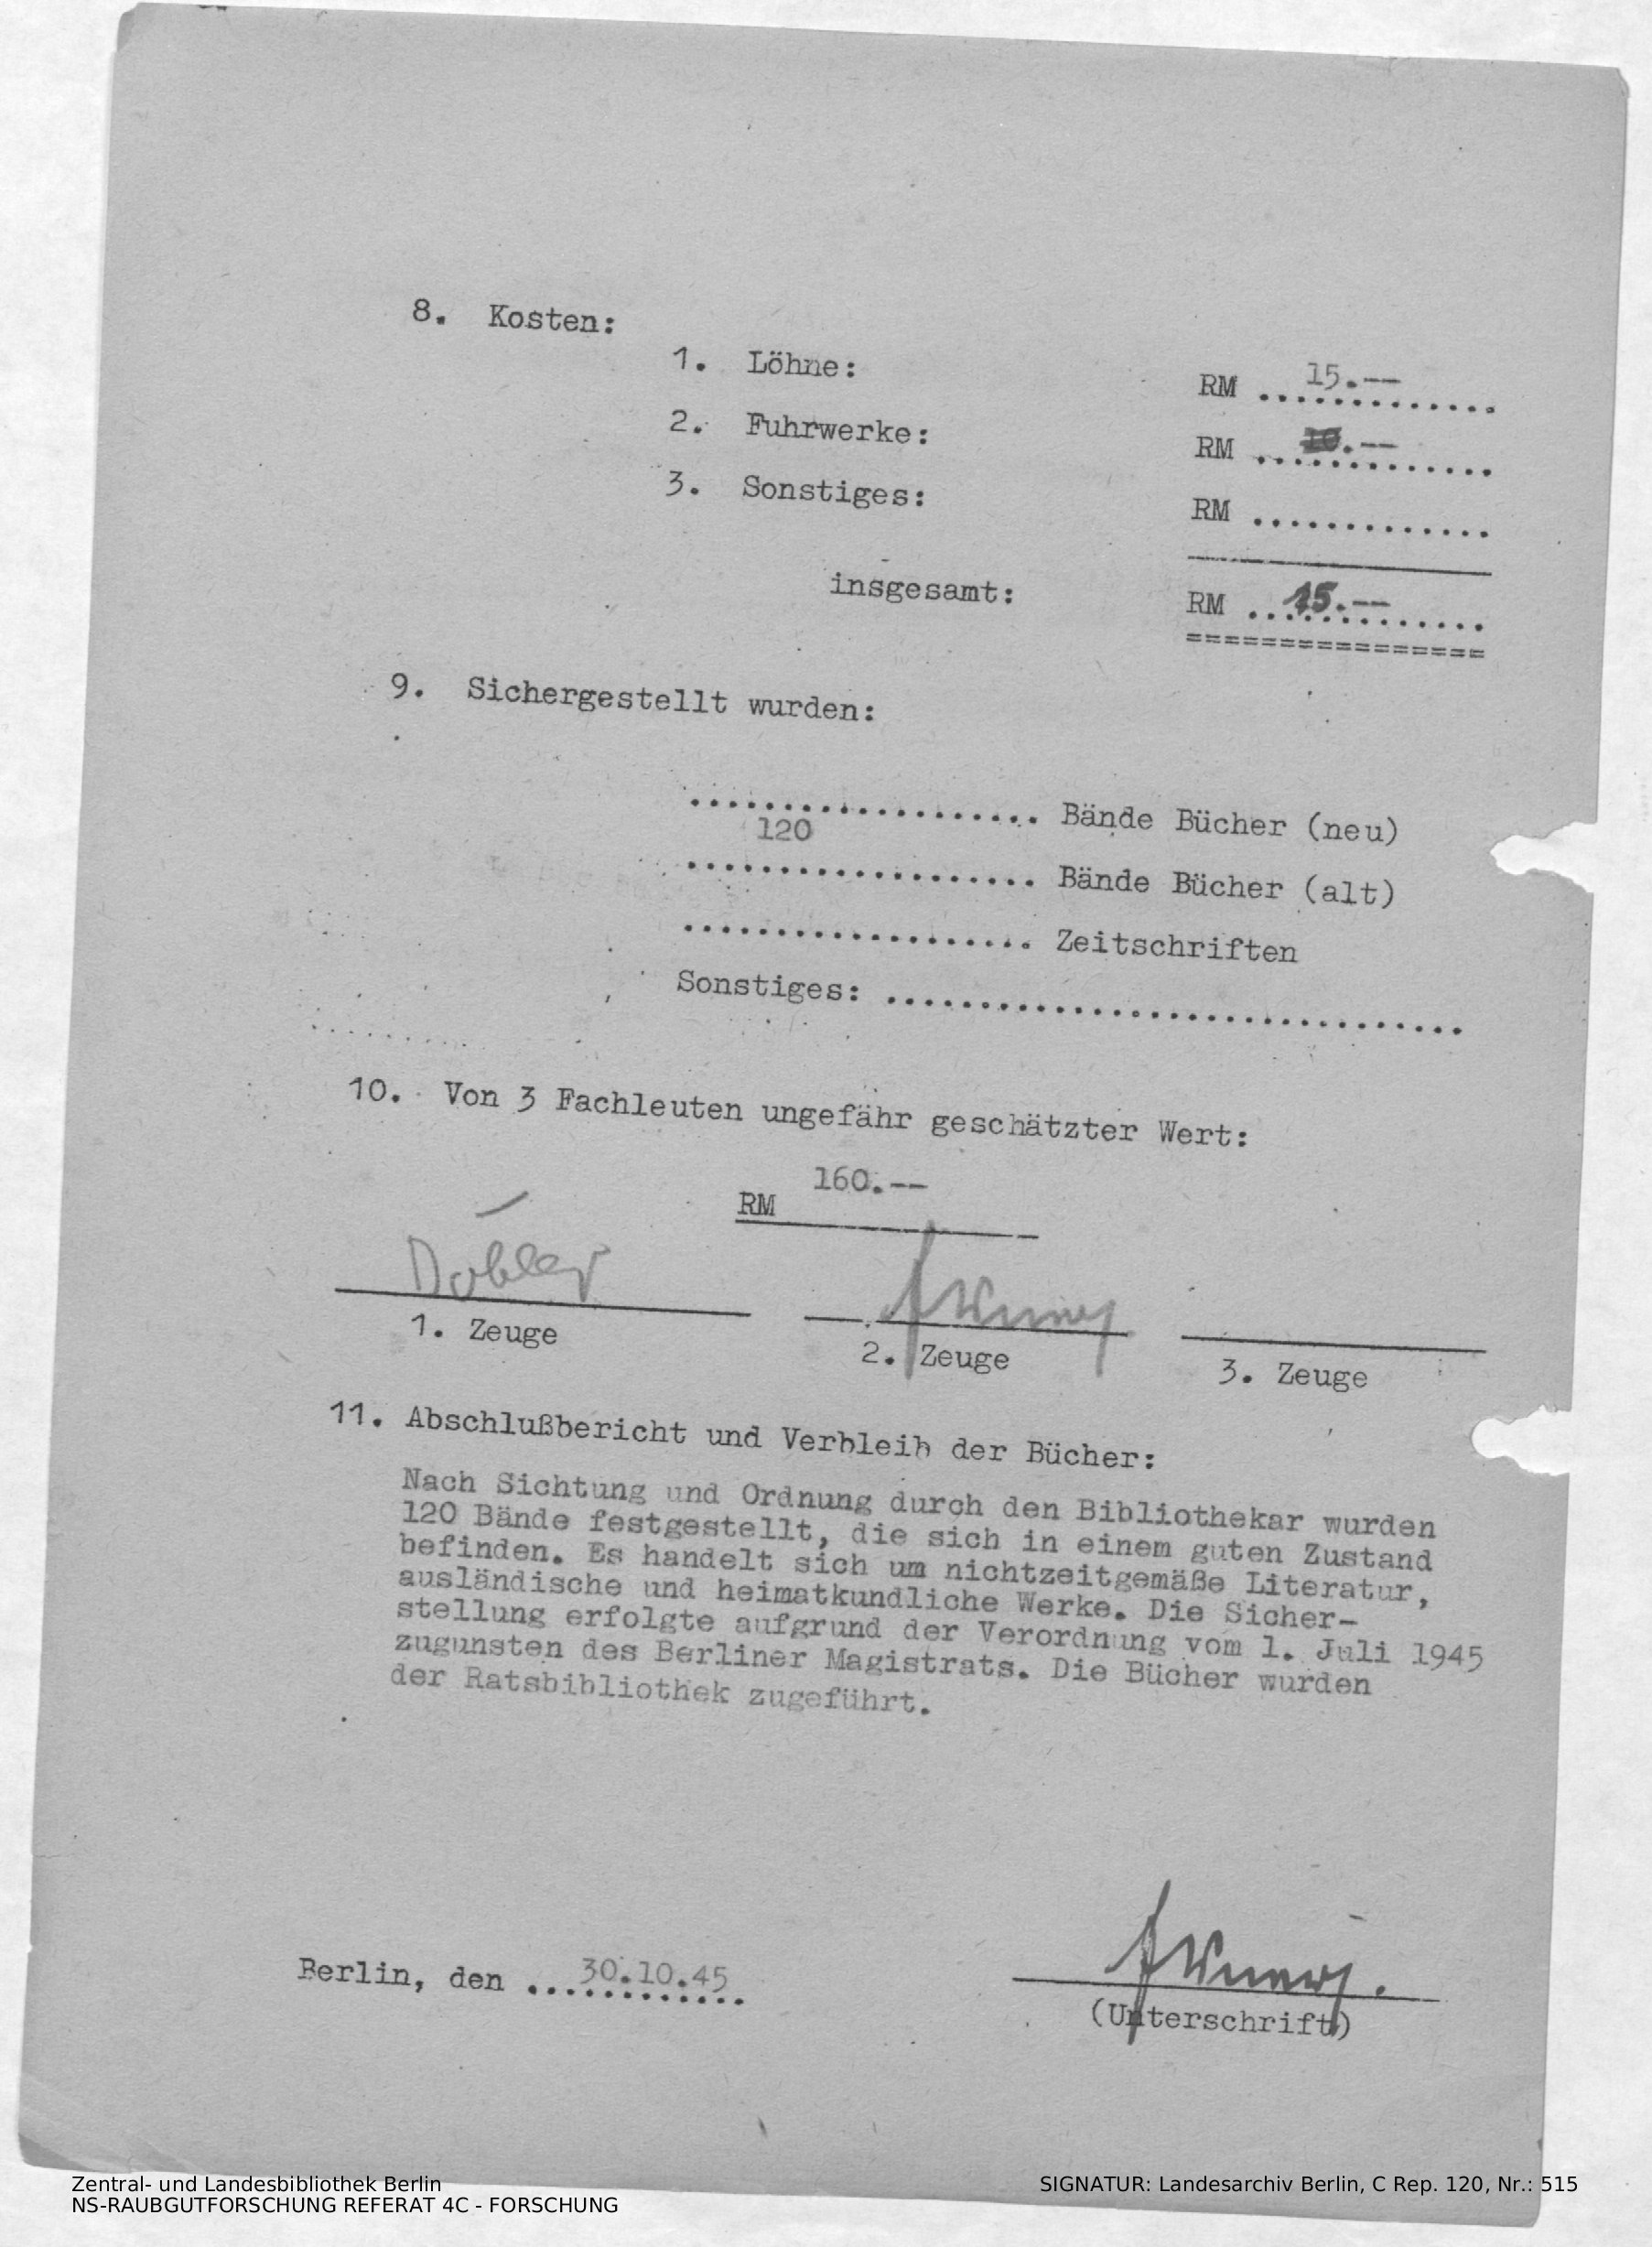 8. Kosten:
1. Löhne: RM 15.--
2. Fuhrwerke: RM 10.--
3. Sonstiges: RM .............
insgesamt: RM 15.--
================
9. Sichergestellt wurden:
................... Bände Bücher (neu)
120
................... Bände Bücher (alt)
................... Zeitschriften
Sonstiges: ...............................
10. Von 3 Fachleuten ungefähr geschätzter Wert:
RM 160.--
1. Zeuge 2. Zeuge 3. Zeuge
11. Abschlußbericht und Verbleib der Bücher:
Nach Sichtung und Ordnung durch den Bibliothekar wurden
120 Bände festgestellt, die sich in einem guten Zustand
befinden. Es handelt sich um nichtzeitgemäße Literatur,
ausländische und heimatkundliche Werke. Die Sicher-
stellung erfolgte aufgrund der Verordnung vom 1. Juli 1945
zugunsten des Berliner Magistrats. Die Bücher wurden
der Ratsbibliothek zugeführt.
Berlin, den ...30.10.45
(Unterschrift)
Zentral- und Landesbibliothek Berlin
NS-RAUBGUTFORSCHUNG REFERAT 4C - FORSCHUNG
SIGNATUR: Landesarchiv Berlin, C Rep. 120, Nr.: 515